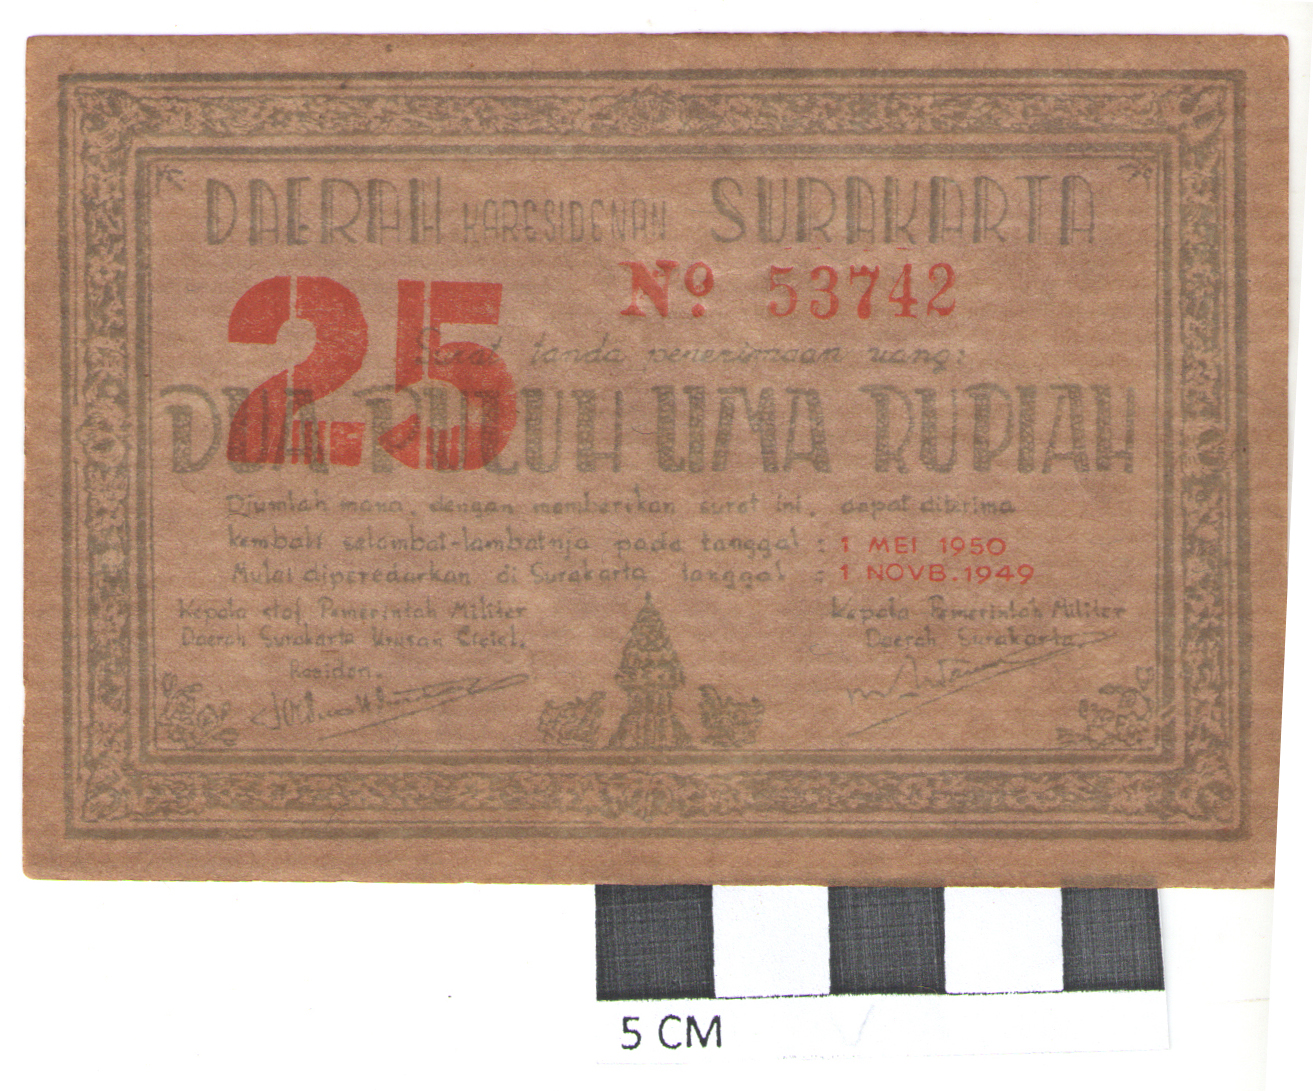 DAERAH KARESIDENAN SURAKARTA
25 No. 53742
Surat tanda penerimaan uang:
DUA PULUH LIMA RUPIAH
Djumlah mana, dengan memberikan surat ini, dapat diterima
kembali selambat-lambatnja pada tanggal : 1 MEI 1950
Mulai diperedarkan di Surakarta tanggal : 1 NOVB. 1949
Kepala staf Pemerintah Militer
Daerah Surakarta Urusan Cipiel.
Residen.
Kepala Pemerintah Militer
Daerah Surakarta.
5 CM